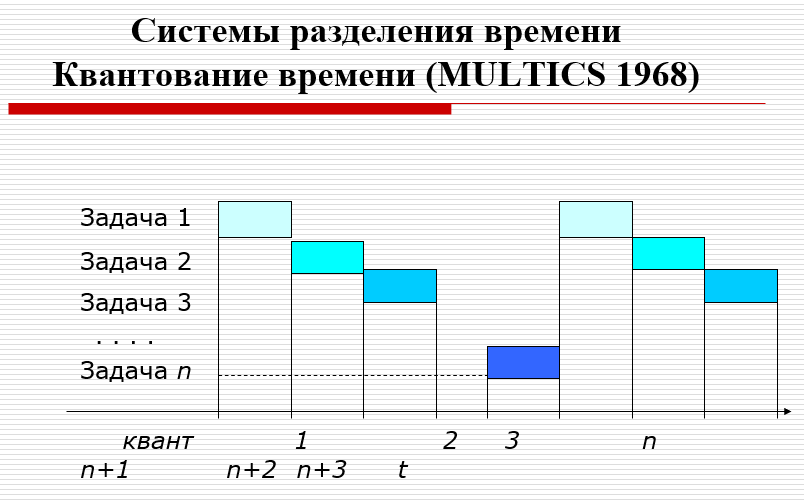 Системы разделения времени
Квантование времени (MULTICS 1968)
Задача 1
Задача 2
Задача 3
. . . .
Задача n
квант 1 2 3 n
n+1 n+2 n+3 t